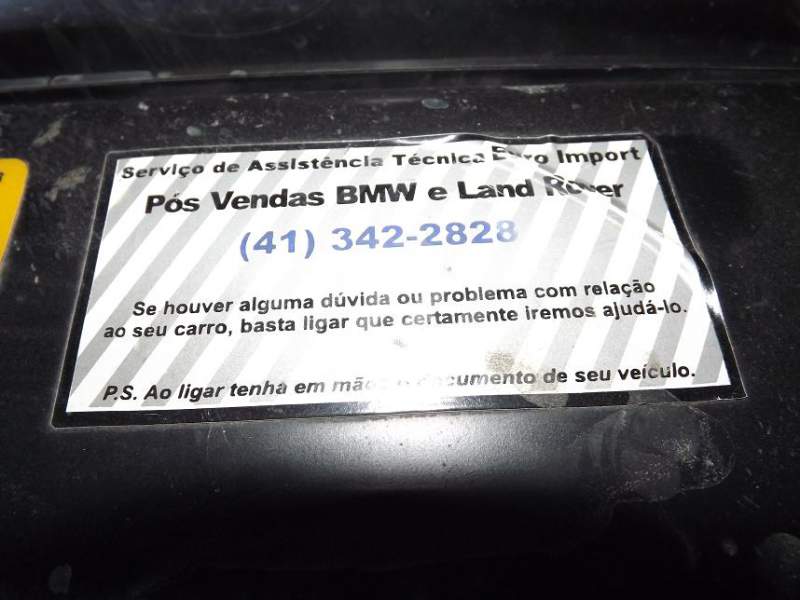 Serviço de Assistência Técnica Euro Import
Pós Vendas BMW e Land Rover
(41) 342-2828
Se houver alguma dúvida ou problema com relação
ao seu carro, basta ligar que certamente iremos ajudá-lo.
P.S. Ao ligar tenha em mãos o documento de seu veículo.